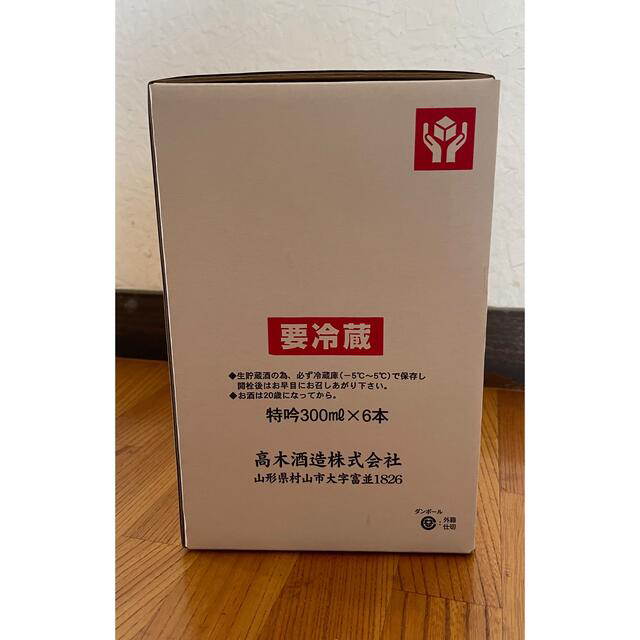 要冷蔵
◆生貯蔵酒の為、必ず冷蔵庫(−5℃〜5℃)で保存し
開栓後はお早目にお召しあがり下さい。
◆お酒は20歳になってから。
特吟300㎖×6本
高木酒造株式会社
山形県村山市大字富並1826
ダンボール
：外箱
仕切